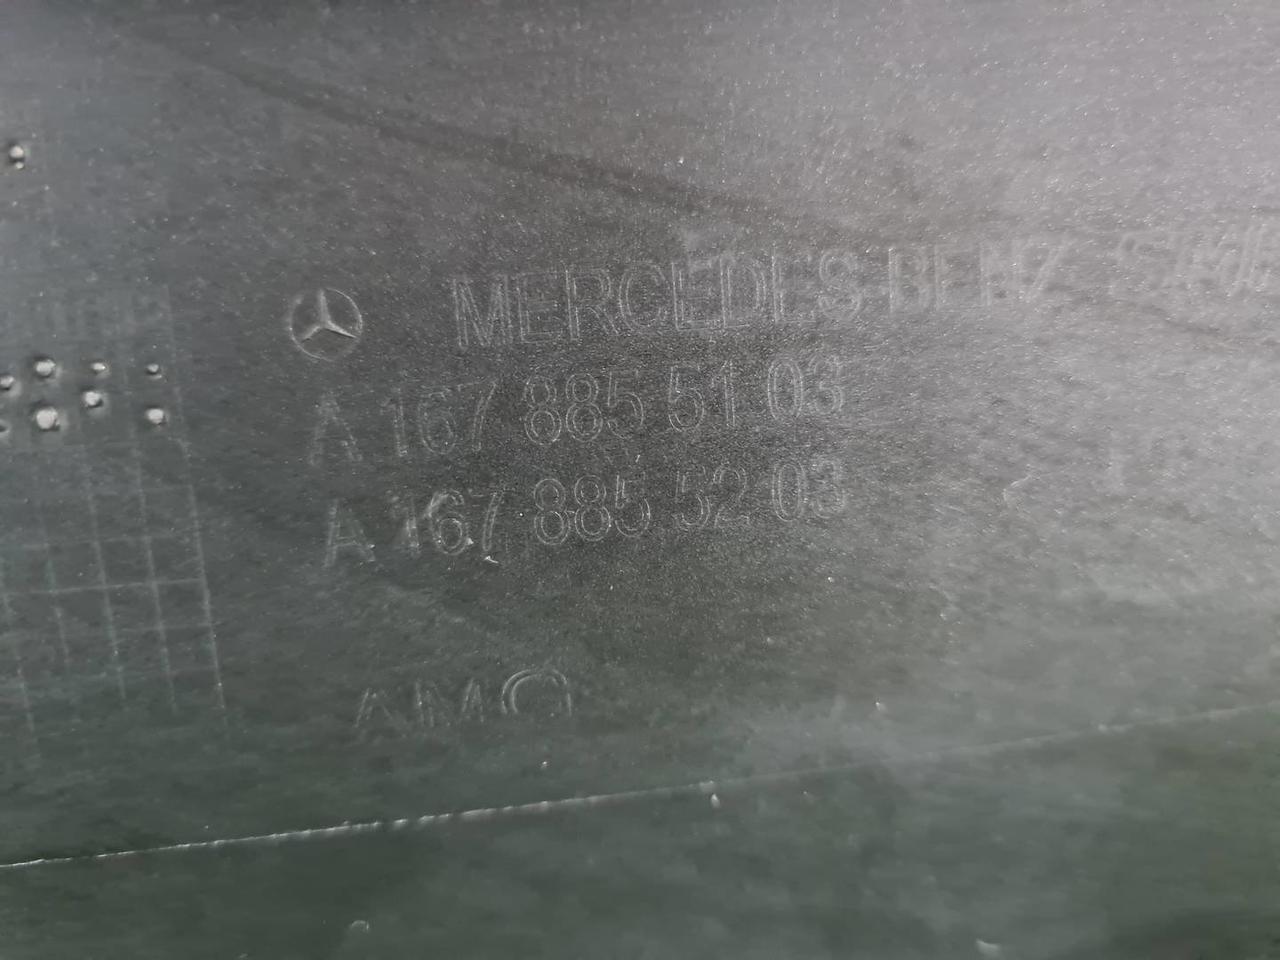 MERCEDES-BENZ
A 167 885 51 03
A 167 885 52 03
AMG